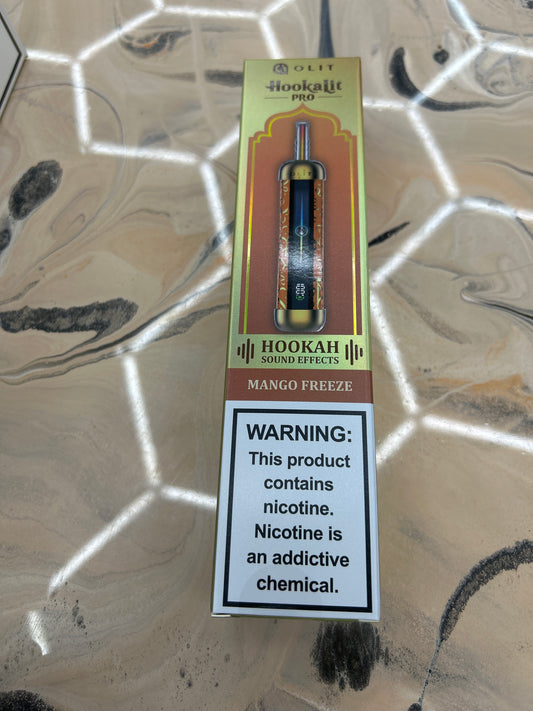 OLIT
HookaLit
PRO
HOOKAH
SOUND EFFECTS
MANGO FREEZE
WARNING:
This product
contains
nicotine.
Nicotine is
an addictive
chemical.